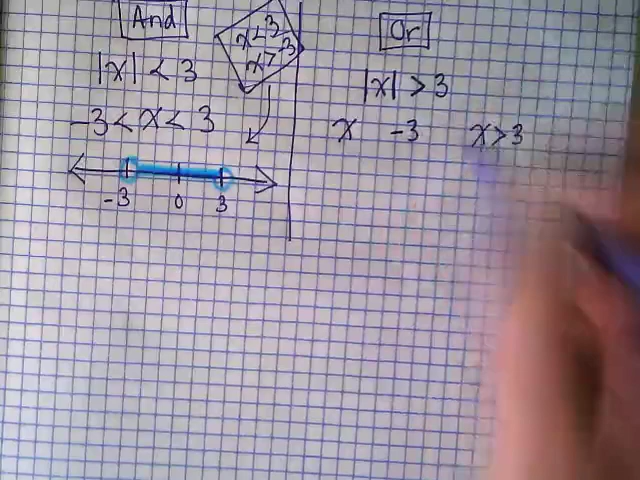 And
|x| < 3
x<3
x>-3
-3 < x < 3
-3 0 3
Or
|x| > 3
x -3 x>3